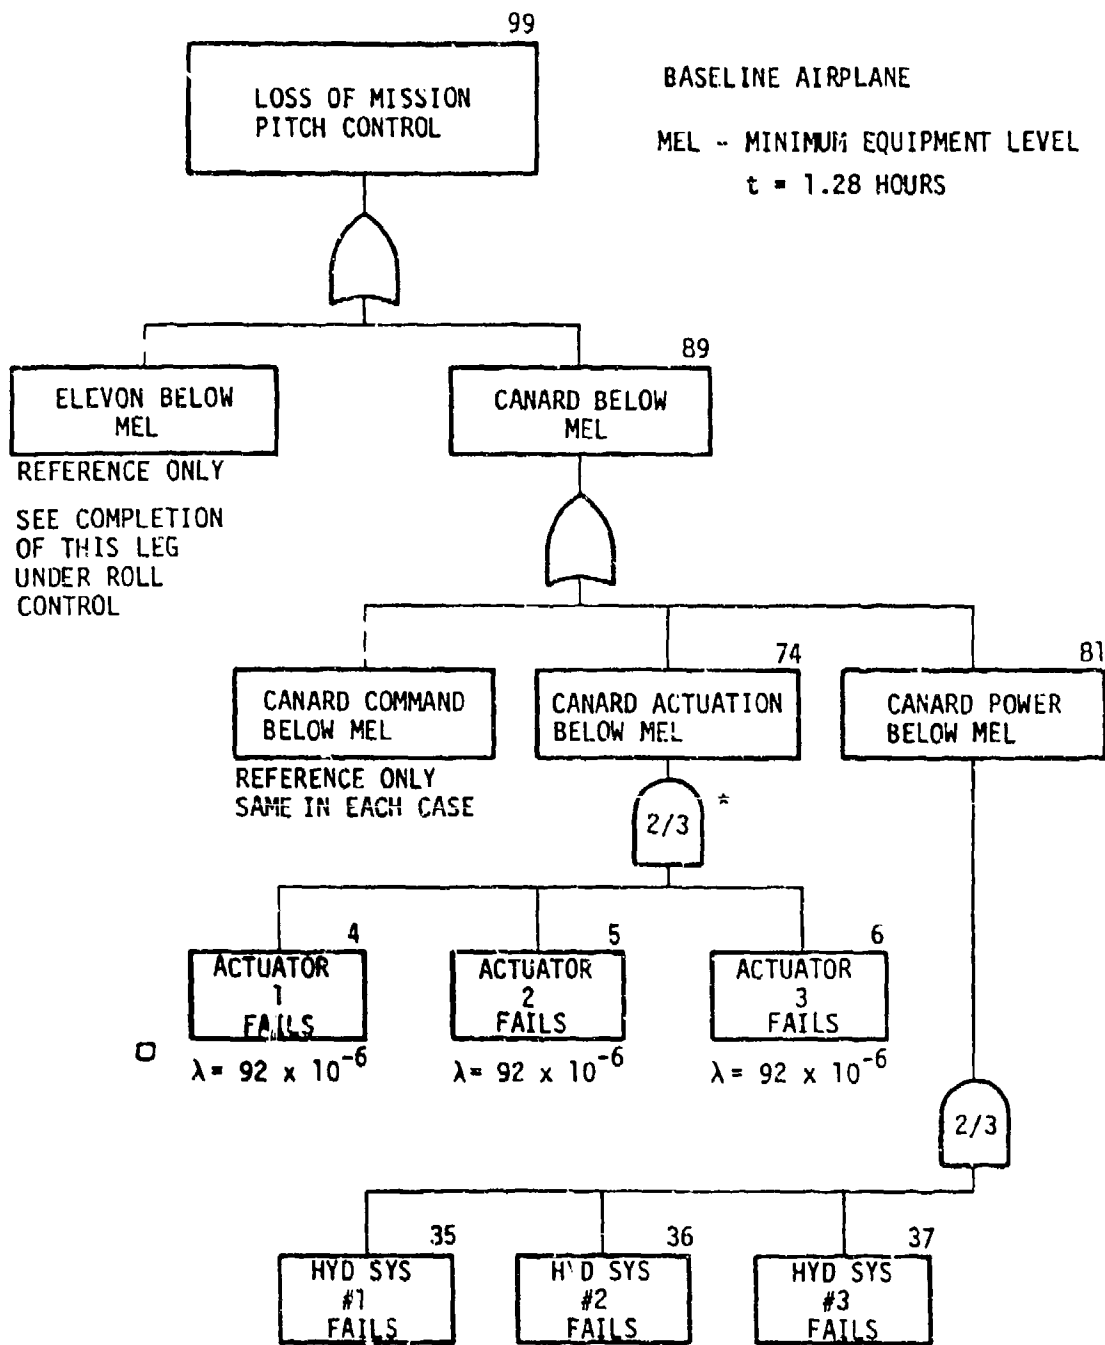 99
LOSS OF MISSION
PITCH CONTROL
BASELINE AIRPLANE
MEL - MINIMUM EQUIPMENT LEVEL
t = 1.28 HOURS
ELEVON BELOW
MEL
REFERENCE ONLY
SEE COMPLETION
OF THIS LEG
UNDER ROLL
CONTROL
89
CANARD BELOW
MEL
CANARD COMMAND
BELOW MEL
REFERENCE ONLY
SAME IN EACH CASE
74
CANARD ACTUATION
BELOW MEL
81
CANARD POWER
BELOW MEL
2/3 *
4
ACTUATOR
1
FAILS
λ = 92 x 10⁻⁶
5
ACTUATOR
2
FAILS
λ = 92 x 10⁻⁶
6
ACTUATOR
3
FAILS
λ = 92 x 10⁻⁶
2/3
35
HYD SYS
#1
FAILS
36
HYD SYS
#2
FAILS
37
HYD SYS
#3
FAILS